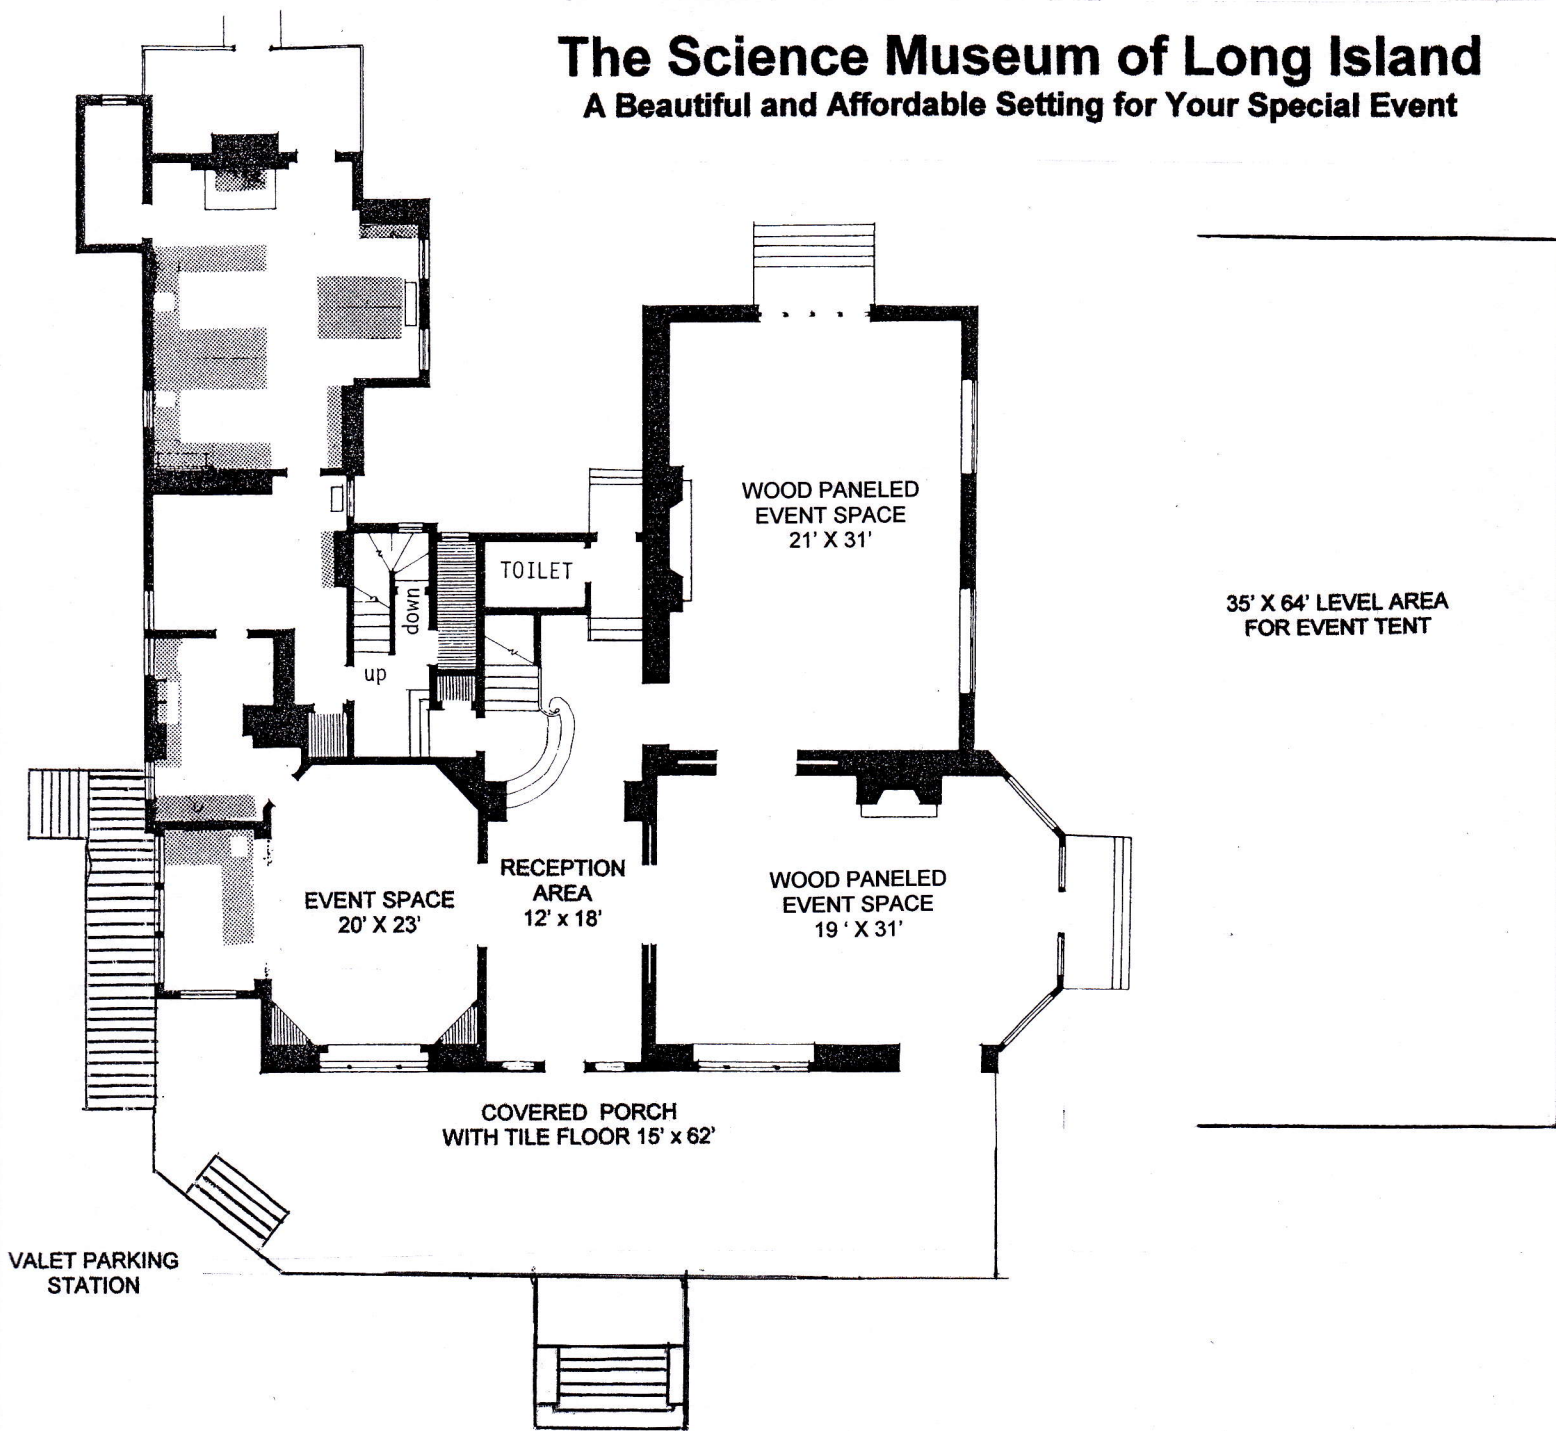 The Science Museum of Long Island
A Beautiful and Affordable Setting for Your Special Event
WOOD PANELED
EVENT SPACE
21' X 31'
TOILET
down
up
35' X 64' LEVEL AREA
FOR EVENT TENT
EVENT SPACE
20' X 23'
RECEPTION
AREA
12' x 18'
WOOD PANELED
EVENT SPACE
19 ' X 31'
COVERED PORCH
WITH TILE FLOOR 15' x 62'
VALET PARKING
STATION